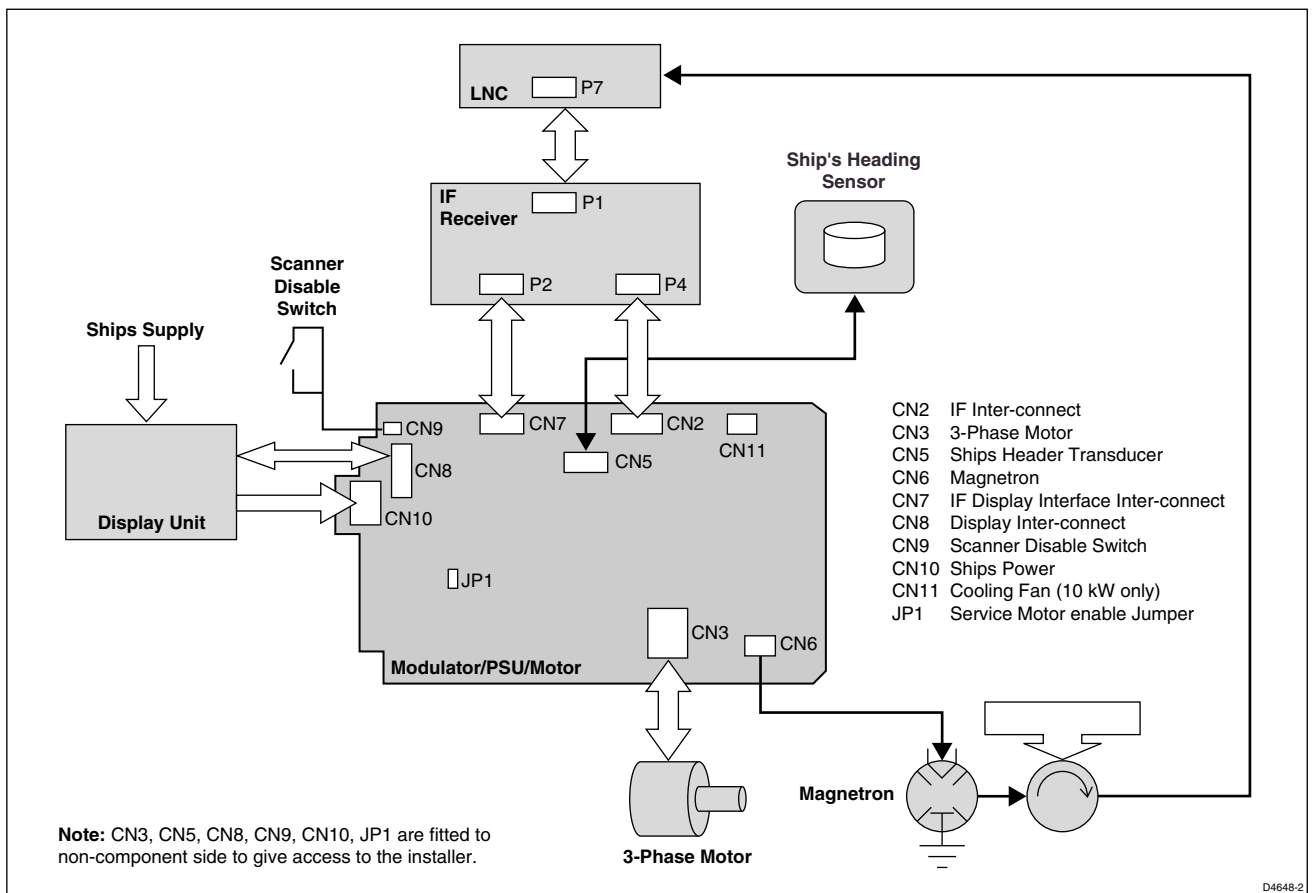 LNC
P7
Ship's Heading
Sensor
IF
Receiver
P1
P2
P4
Scanner
Disable
Switch
Ships Supply
CN9
CN7
CN2
CN11
CN8
CN5
Display Unit
CN10
JP1
CN3
CN6
Modulator/PSU/Motor
CN2 IF Inter-connect
CN3 3-Phase Motor
CN5 Ships Header Transducer
CN6 Magnetron
CN7 IF Display Interface Inter-connect
CN8 Display Inter-connect
CN9 Scanner Disable Switch
CN10 Ships Power
CN11 Cooling Fan (10 kW only)
JP1 Service Motor enable Jumper
Magnetron
3-Phase Motor
Note: CN3, CN5, CN8, CN9, CN10, JP1 are fitted to
non-component side to give access to the installer.
D4648-2